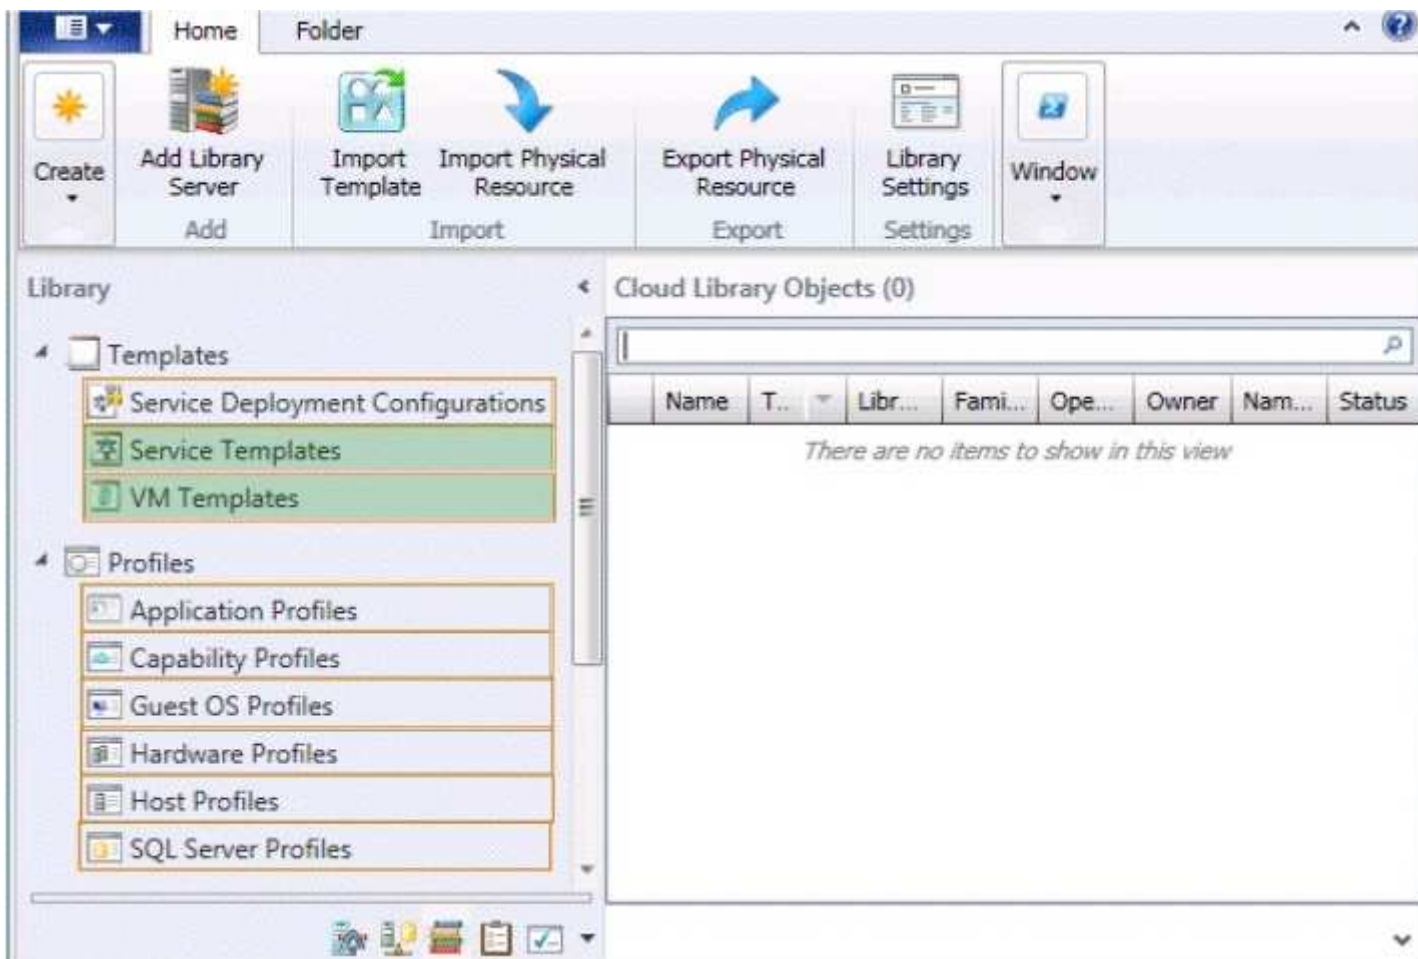 Home Folder
Create
Add Library
Server
Import
Template
Import Physical
Resource
Export Physical
Resource
Library
Settings
Window
Add
Import
Export
Settings
Library
Templates
Service Deployment Configurations
Service Templates
VM Templates
Profiles
Application Profiles
Capability Profiles
Guest OS Profiles
Hardware Profiles
Host Profiles
SQL Server Profiles
Cloud Library Objects (0)
Name T... Libr... Fami... Ope... Owner Nam... Status
There are no items to show in this view